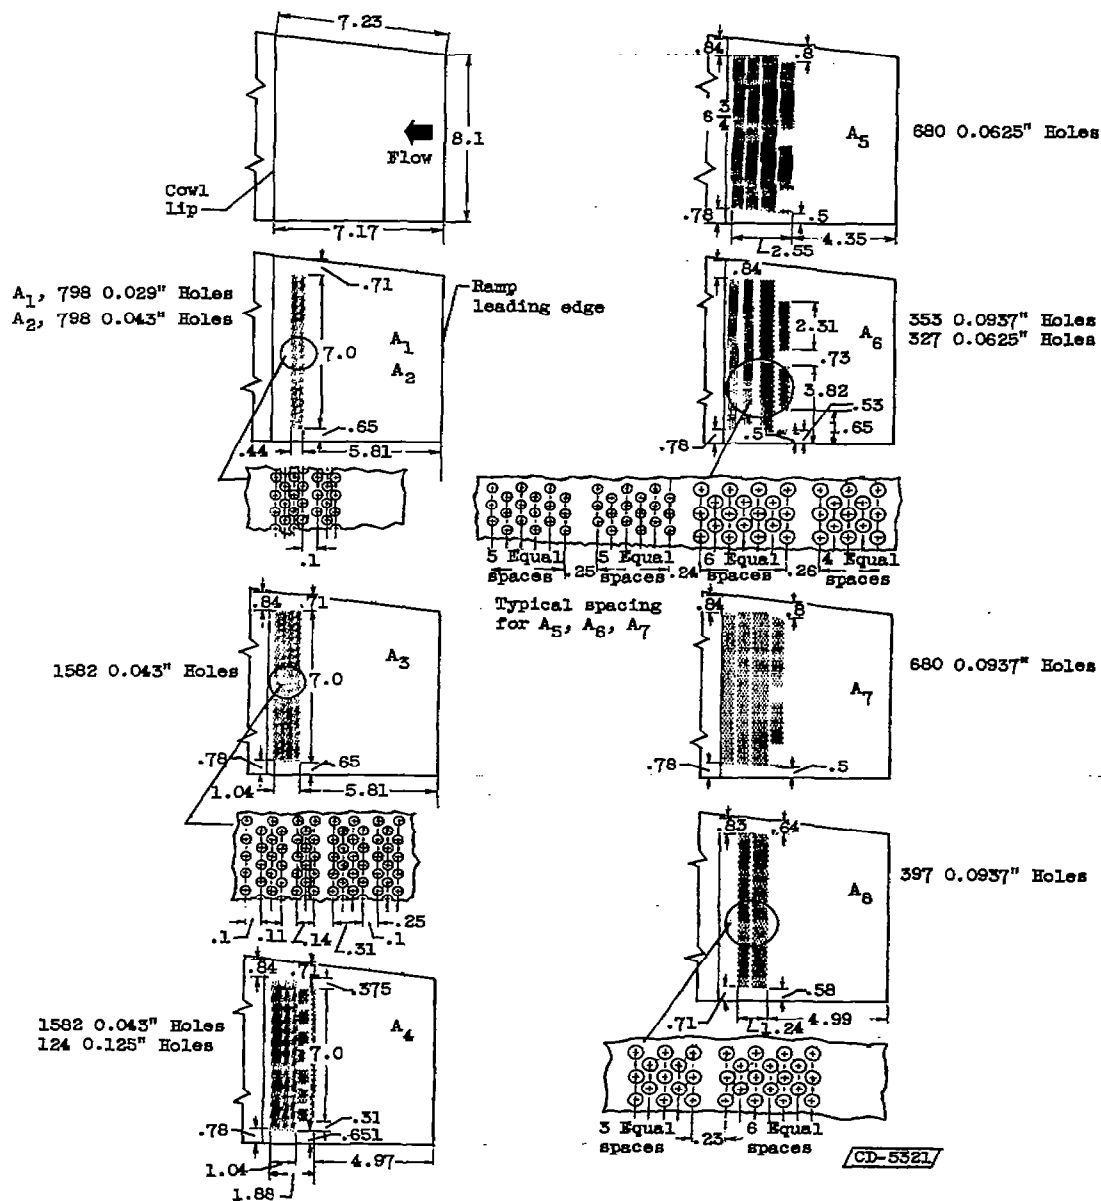 7.23
8.1
Flow
Cowl
lip
7.17
A1, 798 0.029" Holes
A2, 798 0.043" Holes
.71
Ramp
leading edge
A1
A2
7.0
.65
.44
5.81
.1
.84
.71
1582 0.043" Holes
A3
7.0
.78
.65
1.04
5.81
.1
.11
.14
.31
.1
.25
.84
.375
1582 0.043" Holes
124 0.125" Holes
A4
7.0
.78
.31
.651
1.04
4.97
1.88
.84
.8
6 3/4
A5
680 0.0625" Holes
.78
.5
4.35
2.55
.84
2.31
A6
353 0.0937" Holes
327 0.0625" Holes
.73
3.82
.53
.65
.5
.78
5 Equal
spaces
.25
5 Equal
spaces
.24
6 Equal
spaces
.26
4 Equal
spaces
Typical spacing
for A5, A6, A7
.84
.8
A7
680 0.0937" Holes
.78
.5
.83
.64
A8
397 0.0937" Holes
.58
.71
1.24
4.99
3 Equal
spaces
.23
6 Equal
spaces
CD-5321